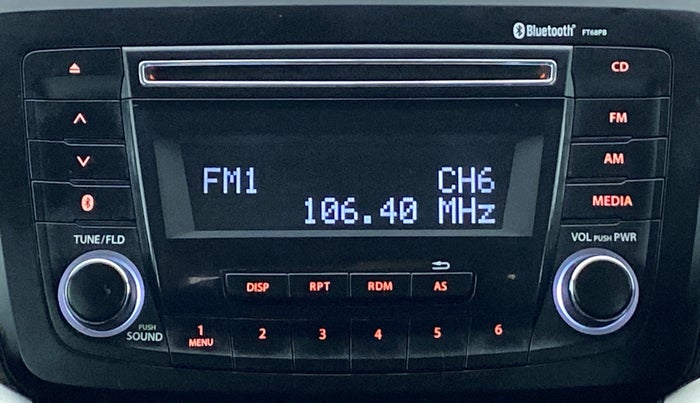 Bluetooth® FT68PB
CD
FM
AM
MEDIA
FM1 CH6
106.40 MHz
TUNE/FLD
VOL PUSH PWR
DISP RPT RDM AS
PUSH
SOUND
1 2 3 4 5 6
MENU